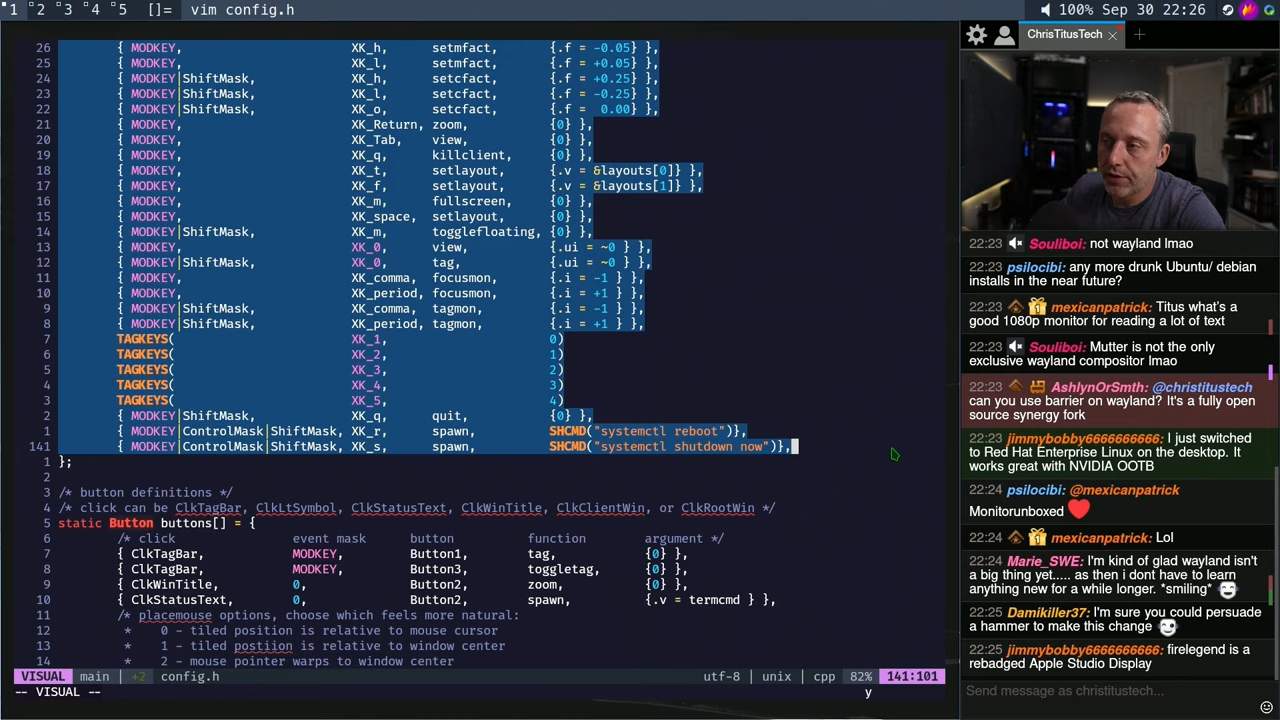 1 2 3 4 5 []= vim config.h 100% Sep 30 22:26
26 { MODKEY, XK_h, setmfact, {.f = -0.05} },
25 { MODKEY, XK_l, setmfact, {.f = +0.05} },
24 { MODKEY|ShiftMask, XK_h, setcfact, {.f = +0.25} },
23 { MODKEY|ShiftMask, XK_l, setcfact, {.f = -0.25} },
22 { MODKEY|ShiftMask, XK_o, setcfact, {.f =  0.00} },
21 { MODKEY, XK_Return, zoom, {0} },
20 { MODKEY, XK_Tab, view, {0} },
19 { MODKEY, XK_q, killclient, {0} },
18 { MODKEY, XK_t, setlayout, {.v = &layouts[0]} },
17 { MODKEY, XK_f, setlayout, {.v = &layouts[1]} },
16 { MODKEY, XK_m, fullscreen, {0} },
15 { MODKEY, XK_space, setlayout, {0} },
14 { MODKEY|ShiftMask, XK_m, togglefloating, {0} },
13 { MODKEY, XK_0, view, {.ui = ~0 } },
12 { MODKEY|ShiftMask, XK_0, tag, {.ui = ~0 } },
11 { MODKEY, XK_comma, focusmon, {.i = -1 } },
10 { MODKEY, XK_period, focusmon, {.i = +1 } },
9 { MODKEY|ShiftMask, XK_comma, tagmon, {.i = -1 } },
8 { MODKEY|ShiftMask, XK_period, tagmon, {.i = +1 } },
7 TAGKEYS( XK_1, 0)
6 TAGKEYS( XK_2, 1)
5 TAGKEYS( XK_3, 2)
4 TAGKEYS( XK_4, 3)
3 TAGKEYS( XK_5, 4)
2 { MODKEY|ShiftMask, XK_q, quit, {0} },
1 { MODKEY|ControlMask|ShiftMask, XK_r, spawn, SHCMD("systemctl reboot")},
141 { MODKEY|ControlMask|ShiftMask, XK_s, spawn, SHCMD("systemctl shutdown now")},
1 };
2
3 /* button definitions */
4 /* click can be ClkTagBar, ClkLtSymbol, ClkStatusText, ClkWinTitle, ClkClientWin, or ClkRootWin */
5 static Button buttons[] = {
6 /* click event mask button function argument */
7 { ClkTagBar, MODKEY, Button1, tag, {0} },
8 { ClkTagBar, MODKEY, Button3, toggletag, {0} },
9 { ClkWinTitle, 0, Button2, zoom, {0} },
10 { ClkStatusText, 0, Button2, spawn, {.v = termcmd } },
11 /* placemouse options, choose which feels more natural:
12 * 0 - tiled position is relative to mouse cursor
13 * 1 - tiled postiion is relative to window center
14 * 2 - mouse pointer warps to window center
VISUAL main | +2 config.h utf-8 | unix | cpp 82% 141:101
-- VISUAL -- y
ChrisTitusTech
22:23 Souliboi: not wayland lmao
22:23 psilocibi: any more drunk Ubuntu/ debian
installs in the near future?
22:23 mexicanpatrick: Titus what's a
good 1080p monitor for reading a lot of text
22:23 Souliboi: Mutter is not the only
exclusive wayland compositor lmao
22:23 AshlynOrSmth: @christitustech
can you use barrier on wayland? It's a fully open
source synergy fork
22:23 jimmybobby6666666666: I just switched
to Red Hat Enterprise Linux on the desktop. It
works great with NVIDIA OOTB
22:24 psilocibi: @mexicanpatrick
Monitorunboxed
22:24 mexicanpatrick: Lol
22:24 Marie_SWE: I'm kind of glad wayland isn't
a big thing yet..... as then i dont have to learn
anything new for a while longer. *smiling*
22:25 Damikiller37: I'm sure you could persuade
a hammer to make this change
22:25 jimmybobby6666666666: firelegend is a
rebadged Apple Studio Display
Send message as christitustech...